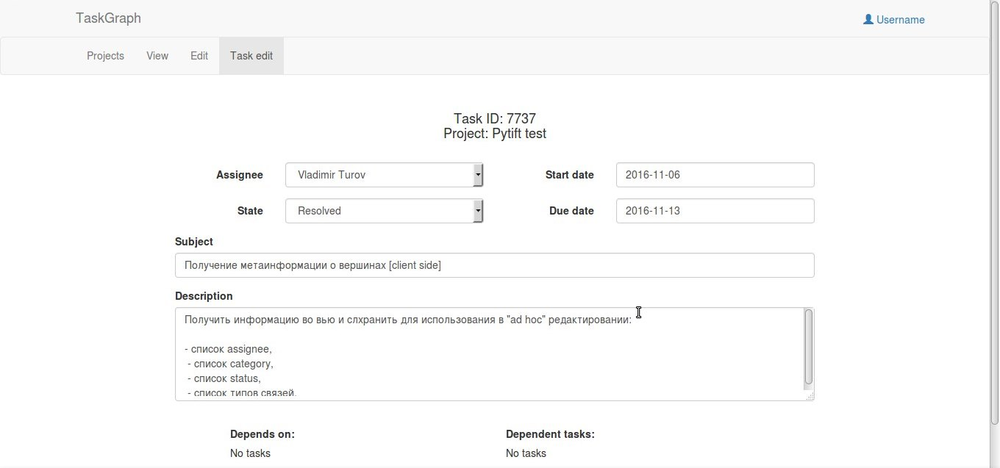 TaskGraph
Username
Projects View Edit Task edit
Task ID: 7737
Project: Pytift test
Assignee Vladimir Turov Start date 2016-11-06
State Resolved Due date 2016-11-13
Subject
Получение метаинформации о вершинах [client side]
Description
Получить информацию во вью и слхранить для использования в "ad hoc" редактировании:
- список assignee,
- список category,
- список status,
- список типов связей.
Depends on: Dependent tasks:
No tasks No tasks